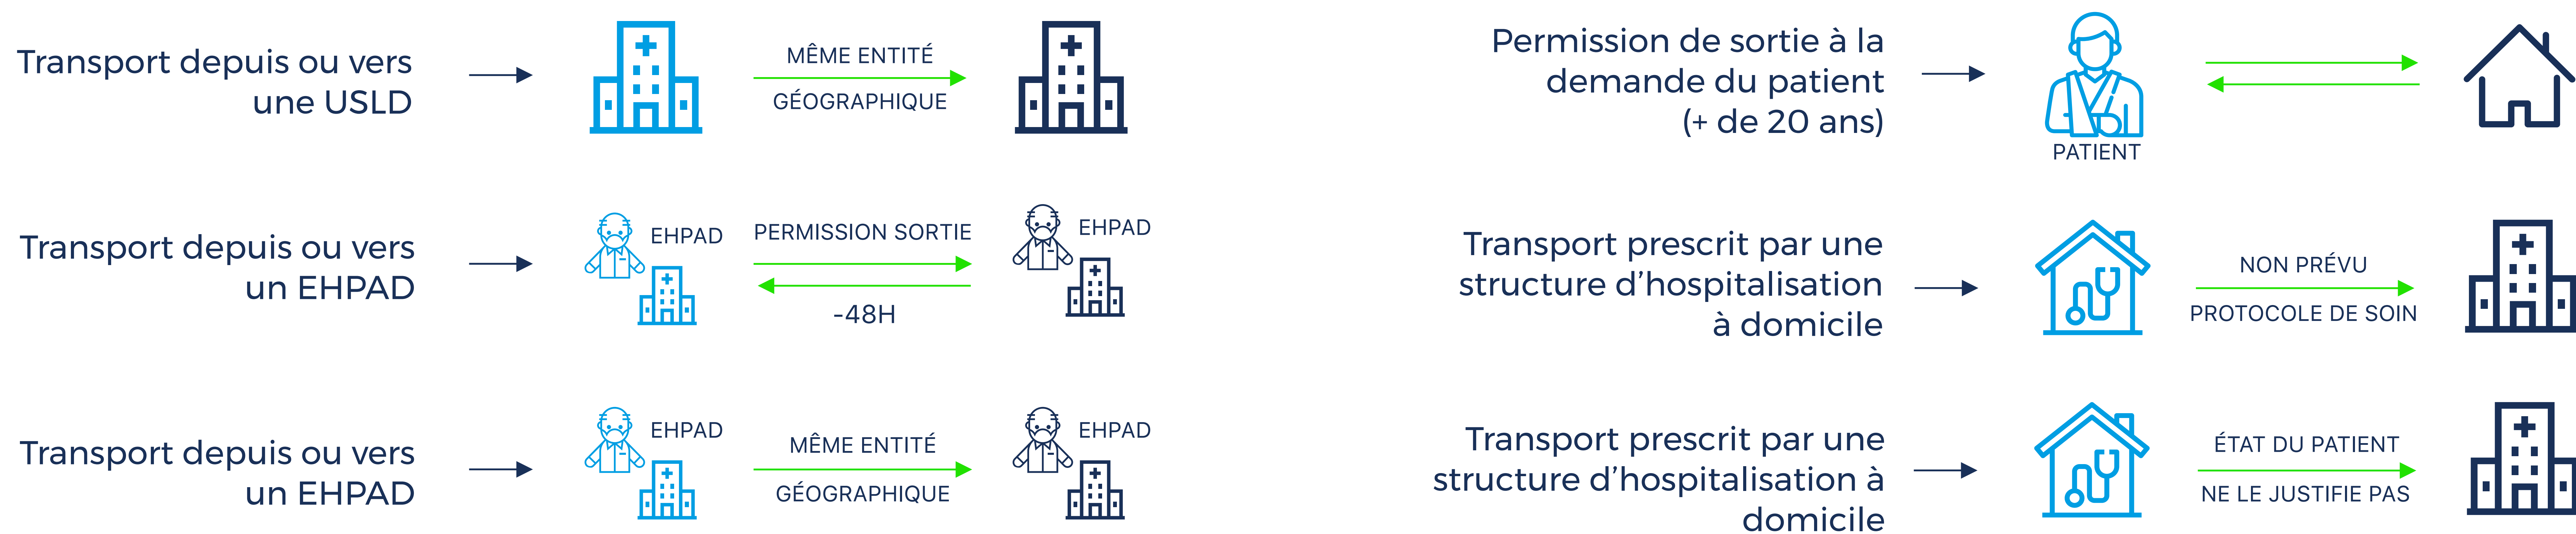 Transport depuis ou vers
une USLD
MÊME ENTITÉ
GÉOGRAPHIQUE
Transport depuis ou vers
un EHPAD
EHPAD
PERMISSION SORTIE
-48H
EHPAD
Transport depuis ou vers
un EHPAD
EHPAD
MÊME ENTITÉ
GÉOGRAPHIQUE
EHPAD
Permission de sortie à la
demande du patient
(+ de 20 ans)
PATIENT
Transport prescrit par une
structure d’hospitalisation
à domicile
NON PRÉVU
PROTOCOLE DE SOIN
Transport prescrit par une
structure d’hospitalisation à
domicile
ÉTAT DU PATIENT
NE LE JUSTIFIE PAS